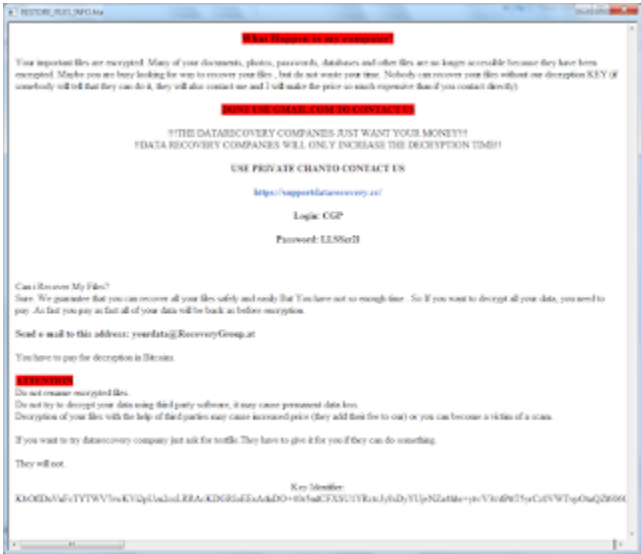 RESTORE_FILES_INFO.hta
What Happen to my computer?
Your important files are encrypted. Many of your documents, photos, passwords, databases and other files are no longer accessible because they have been
encrypted. Maybe you are busy looking for way to recover your files , but do not waste your time. Nobody can recover your files without our decryption KEY (if
somebody will tell that they can do it, they will also contact me and I will make the price so much expensive than if you contact directly).
DONT USE GMAIL.COM TO CONTACT US
!!!THE DATARECOVERY COMPANIES JUST WANT YOUR MONEY!!!
!!DATA RECOVERY COMPANIES WILL ONLY INCREASE THE DECRYPTION TIME!!
USE PRIVATE CHANTO CONTACT US
https://supportdatarecovery.cc/
Login: CGP
Password:
Can i Recover My Files?
Sure. We guarantee that you can recover all your files safely and easily But You have not so enough time . So If you want to decrypt all your data, you need to
pay. As fast you pay as fast all of your data will be back as before encryption.
Send e-mail to this address: yourdata@RecoveryGroup.at
You have to pay for decryption in Bitcoins.
ATTENTION
Do not rename encrypted files.
Do not try to decrypt your data using third party software, it may cause permanent data loss.
Decryption of your files with the help of third parties may cause increased price (they add their fee to our) or you can become a victim of a scam.
If you want to try datarecovery company just ask for testfile. They have to give it for you if they can do something.
They will not.
Key Identifier: